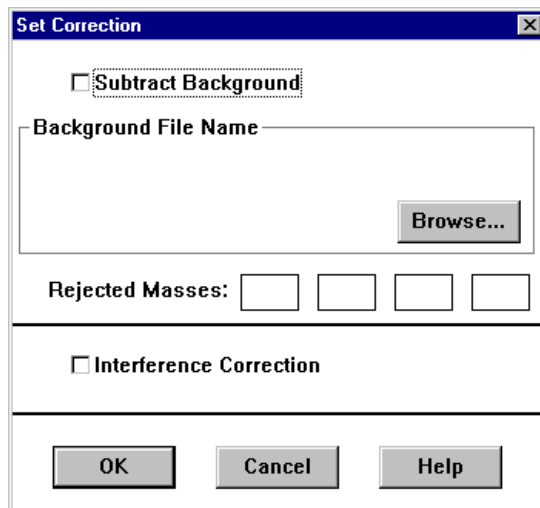 Set Correction
Subtract Background
Background File Name
Browse...
Rejected Masses:
Interference Correction
OK Cancel Help